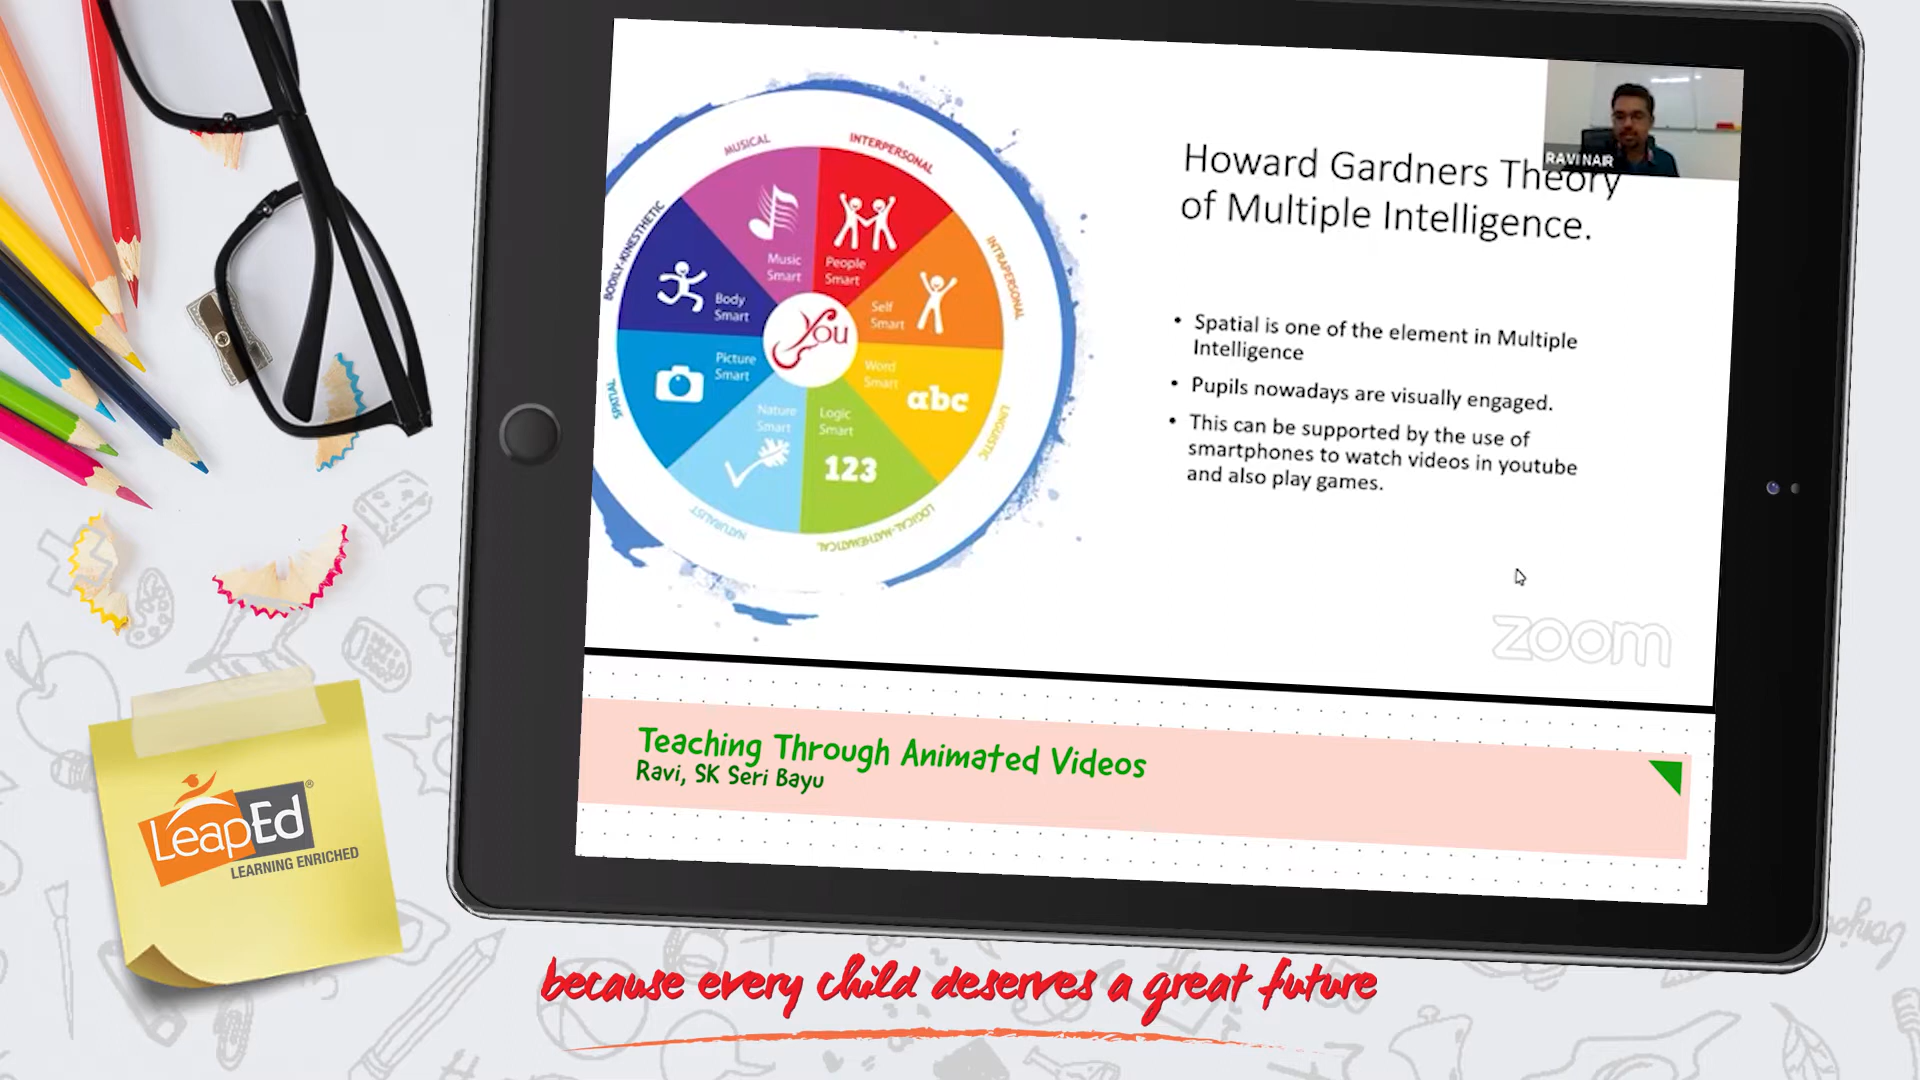 MUSICAL
INTERPERSONAL
INTRAPERSONAL
LINGUISTIC
LOGICAL-MATHEMATICAL
NATURALIST
SPATIAL
BODILY-KINESTHETIC
Music
Smart
People
Smart
Self
Smart
Word
Smart
abc
Logic
Smart
123
Nature
Smart
Picture
Smart
Body
Smart
You
RAVI NAIR
Howard Gardners Theory
of Multiple Intelligence.
• Spatial is one of the element in Multiple
Intelligence
• Pupils nowadays are visually engaged.
• This can be supported by the use of
smartphones to watch videos in youtube
and also play games.
zoom
Teaching Through Animated Videos
Ravi, SK Seri Bayu
LeapEd®
LEARNING ENRICHED
because every child deserves a great future